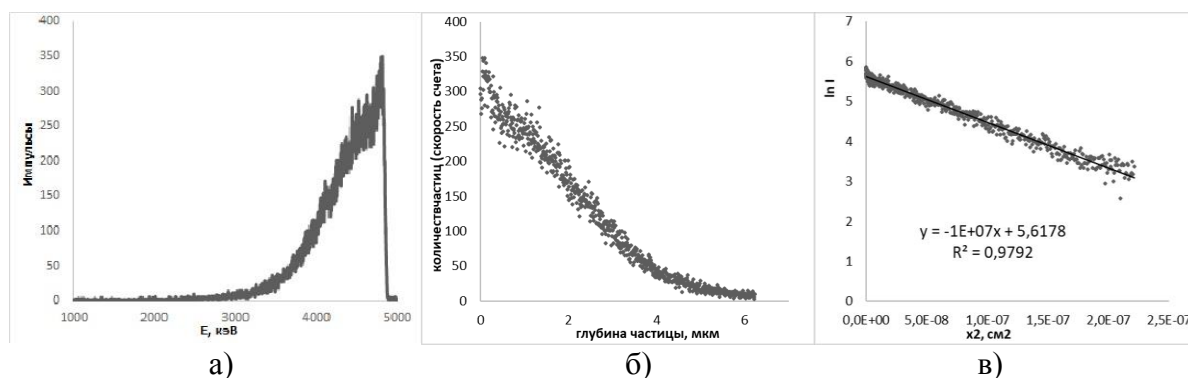 400
350
300
250
200
150
100
50
0
Импульсы
1000 2000 3000 4000 5000
Е, кэВ
а)
400
350
300
250
200
150
100
50
0
количествчастиц (скорость счета)
0 2 4 6
глубина частицы, мкм
б)
7
6
5
4
3
2
1
0
ln I
y = -1E+07x + 5,6178
R² = 0,9792
0,0E+00 5,0E-08 1,0E-07 1,5E-07 2,0E-07 2,5E-07
x2, см2
в)